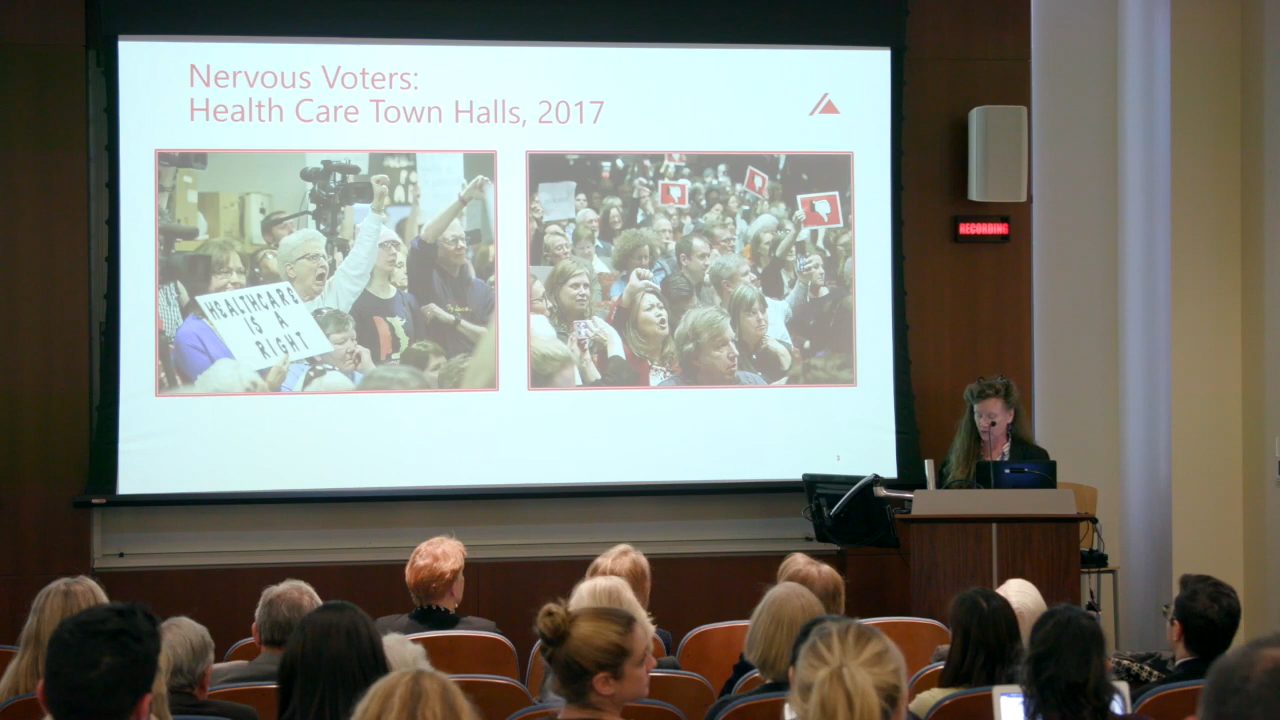 Nervous Voters:
Health Care Town Halls, 2017
HEALTHCARE
IS A
RIGHT
RECORDING